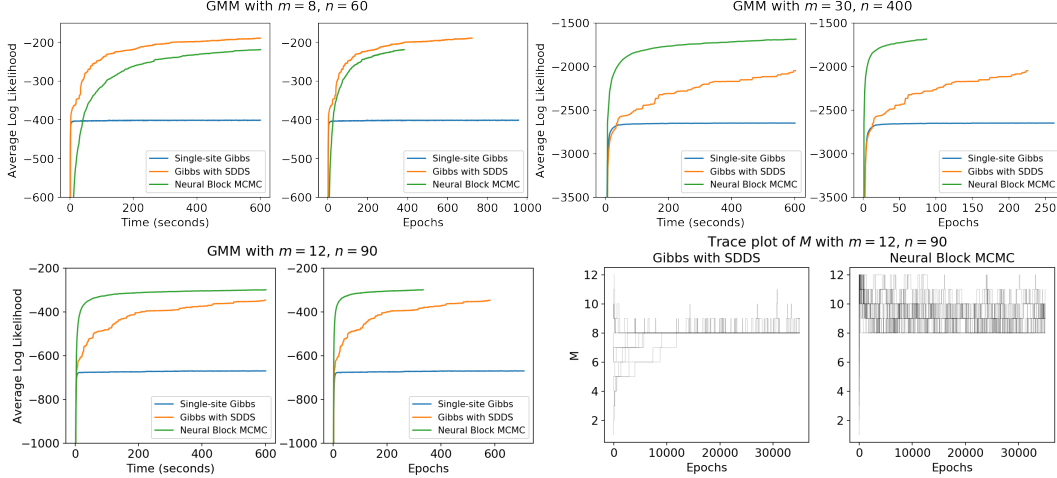 GMM with m = 8, n = 60
Average Log Likelihood
−200
−300
−400
−500
−600
Single-site Gibbs
Gibbs with SDDS
Neural Block MCMC
0 200 400 600
Time (seconds)
−200
−300
−400
−500
−600
Single-site Gibbs
Gibbs with SDDS
Neural Block MCMC
0 200 400 600 800 1000
Epochs
GMM with m = 30, n = 400
Average Log Likelihood
−1500
−2000
−2500
−3000
−3500
Single-site Gibbs
Gibbs with SDDS
Neural Block MCMC
0 200 400 600
Time (seconds)
−1500
−2000
−2500
−3000
−3500
Single-site Gibbs
Gibbs with SDDS
Neural Block MCMC
0 50 100 150 200 250
Epochs
GMM with m = 12, n = 90
Average Log Likelihood
−200
−400
−600
−800
−1000
Single-site Gibbs
Gibbs with SDDS
Neural Block MCMC
0 200 400 600
Time (seconds)
−200
−400
−600
−800
−1000
Single-site Gibbs
Gibbs with SDDS
Neural Block MCMC
0 200 400 600
Epochs
Trace plot of M with m = 12, n = 90
Gibbs with SDDS
M
12
10
8
6
4
2
0 10000 20000 30000
Epochs
Neural Block MCMC
12
10
8
6
4
2
0 10000 20000 30000
Epochs